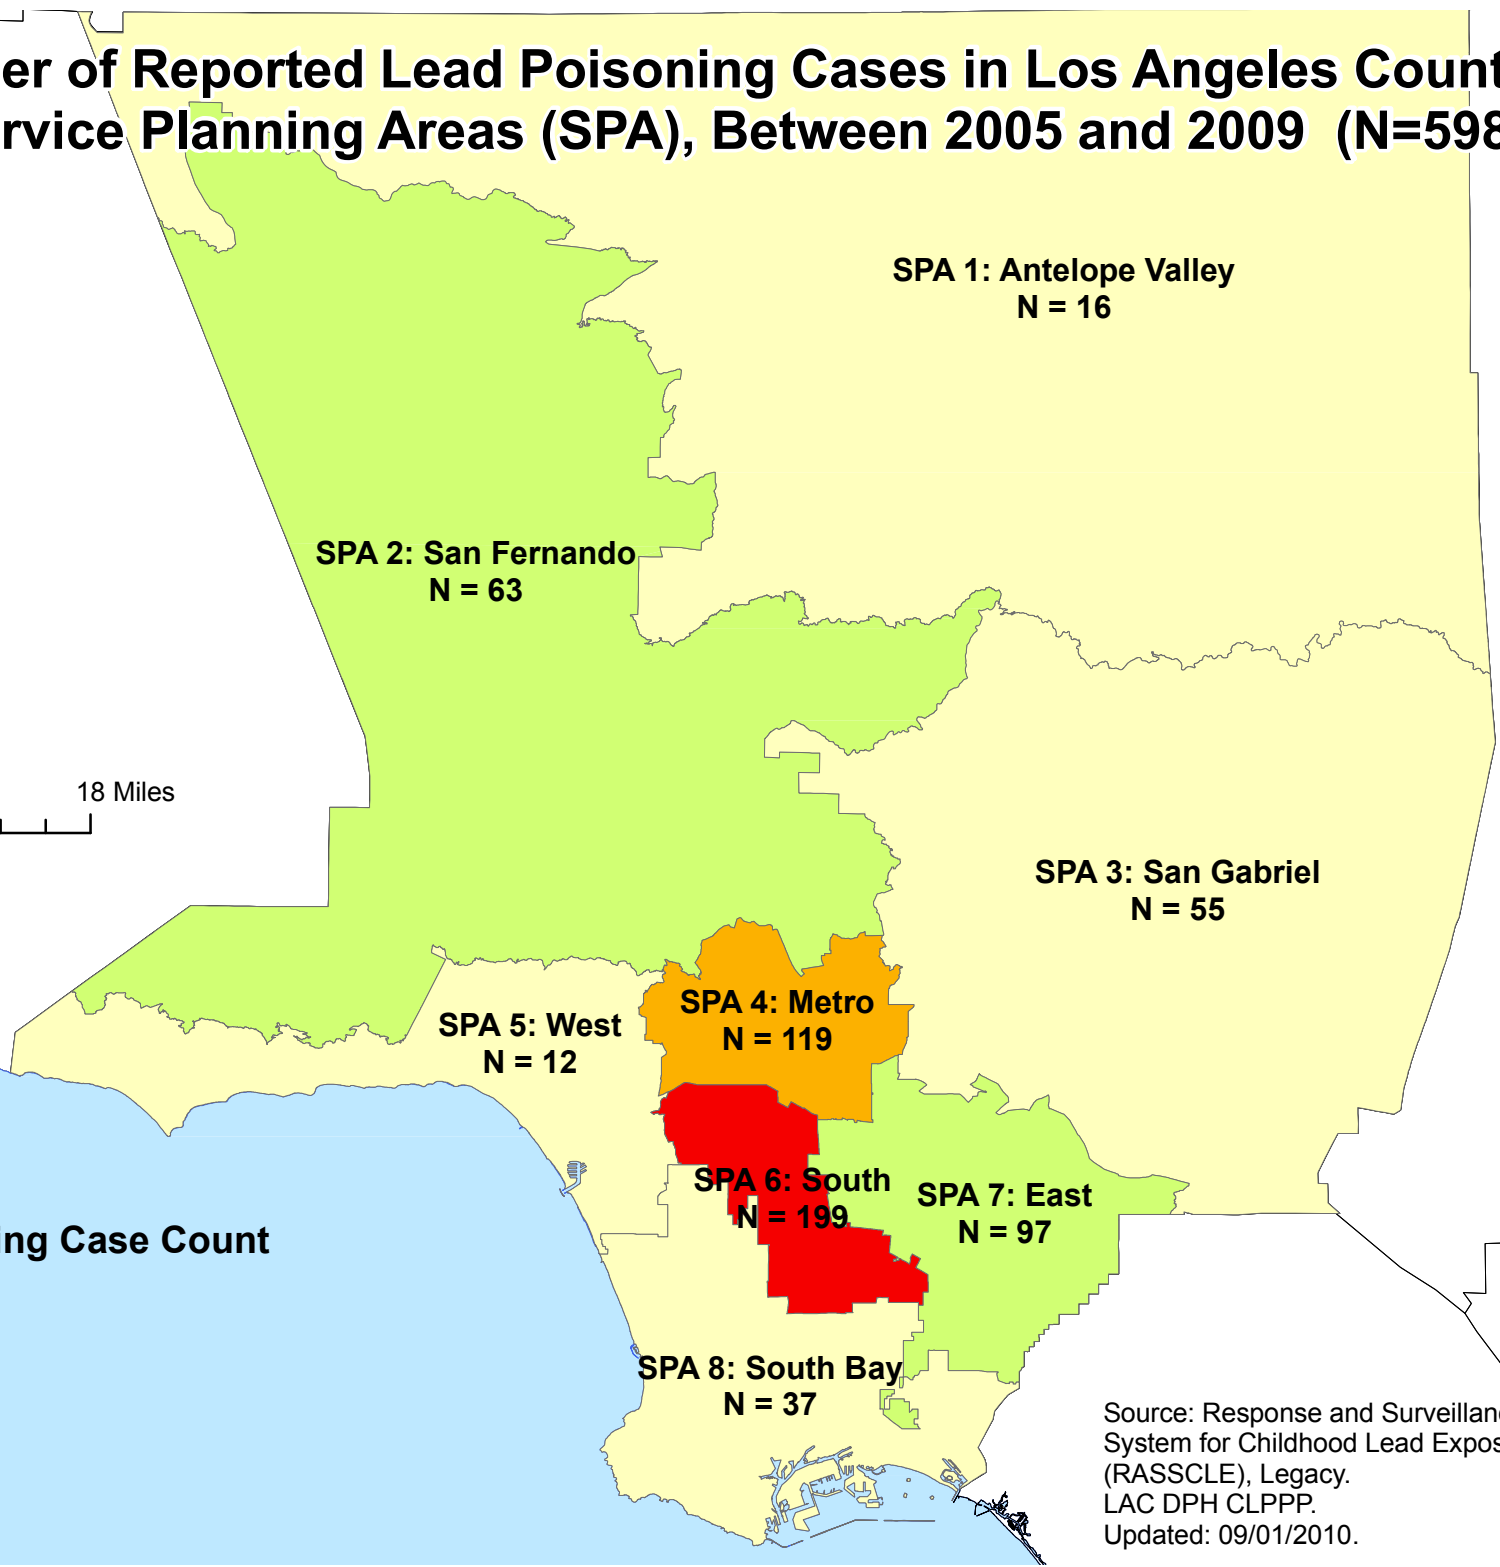 er of Reported Lead Poisoning Cases in Los Angeles Count
rvice Planning Areas (SPA), Between 2005 and 2009 (N=598
SPA 1: Antelope Valley
N = 16
SPA 2: San Fernando
N = 63
18 Miles
SPA 3: San Gabriel
N = 55
SPA 4: Metro
N = 119
SPA 5: West
N = 12
SPA 6: South
N = 199
SPA 7: East
N = 97
ing Case Count
SPA 8: South Bay
N = 37
Source: Response and Surveillan
System for Childhood Lead Expos
(RASSCLE), Legacy.
LAC DPH CLPPP.
Updated: 09/01/2010.